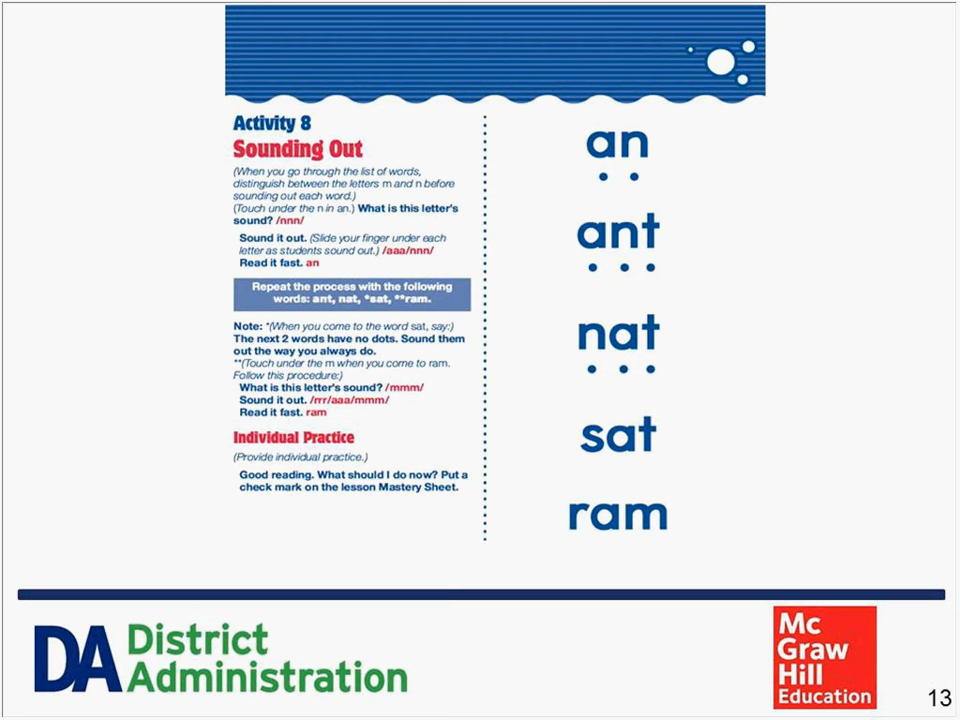 Activity 8
Sounding Out
(When you go through the list of words,
distinguish between the letters m and n before
sounding out each word.)
(Touch under the n in an.) What is this letter's
sound? /nnn/
Sound it out. (Slide your finger under each
letter as students sound out.) /aaa/nnn/
Read it fast. an
Repeat the process with the following
words: ant, nat, *sat, **ram.
Note: *(When you come to the word sat, say:)
The next 2 words have no dots. Sound them
out the way you always do.
**(Touch under the m when you come to ram.
Follow this procedure:)
What is this letter's sound? /mmm/
Sound it out. /rrr/aaa/mmm/
Read it fast. ram
Individual Practice
(Provide individual practice.)
Good reading. What should I do now? Put a
check mark on the lesson Mastery Sheet.
an
ant
nat
sat
ram
DA District
Administration
Mc
Graw
Hill
Education
13